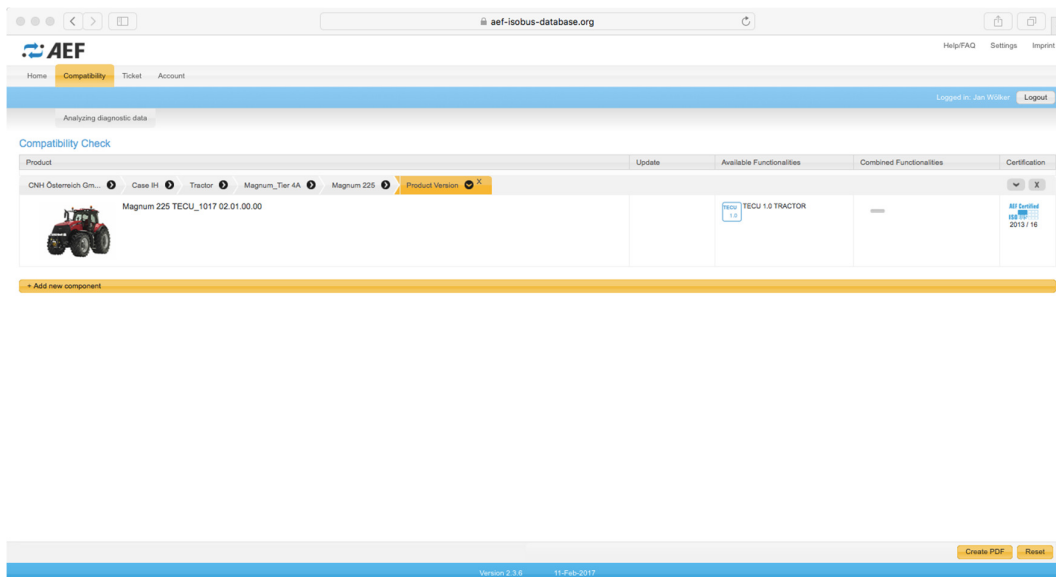 aef-isobus-database.org
AEF
Help/FAQ Settings Imprint
Home Compatibility Ticket Account
Logged in: Jan Wölker Logout
Analyzing diagnostic data
Compatibility Check
Product Update Available Functionalities Combined Functionalities Certification
CNH Österreich Gm... Case IH Tractor Magnum_Tier 4A Magnum 225 Product Version X X
Magnum 225 TECU_1017 02.01.00.00
TECU 1.0
TECU 1.0 TRACTOR
AEF Certified
2013 / 16
+ Add new component
Create PDF Reset
Version 2.3.6 11-Feb-2017